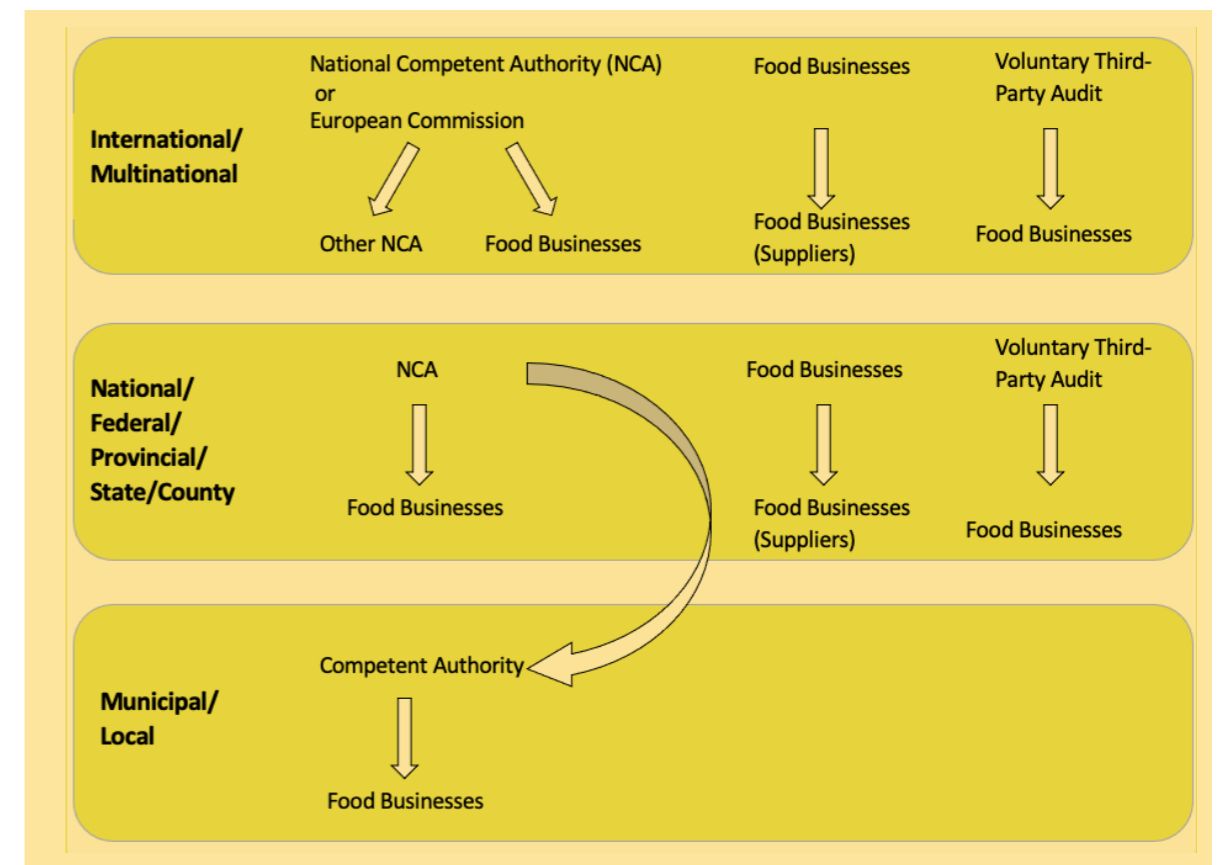 International/
Multinational
National Competent Authority (NCA)
or
European Commission
Other NCA
Food Businesses
Food Businesses
Food Businesses
(Suppliers)
Voluntary Third-
Party Audit
Food Businesses
National/
Federal/
Provincial/
State/County
NCA
Food Businesses
Food Businesses
Food Businesses
(Suppliers)
Voluntary Third-
Party Audit
Food Businesses
Municipal/
Local
Competent Authority
Food Businesses